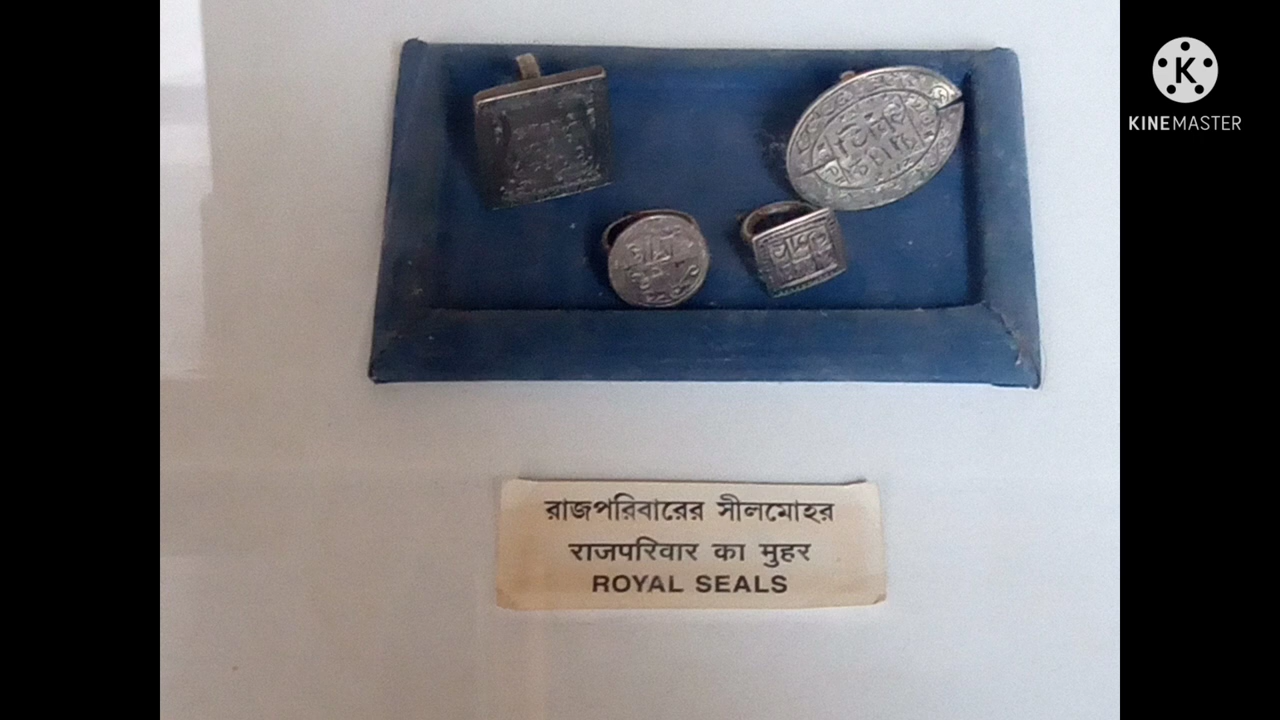 রাজপরিবারের সীলমোহর
राजपरिवार का मुहर
ROYAL SEALS
KINEMASTER